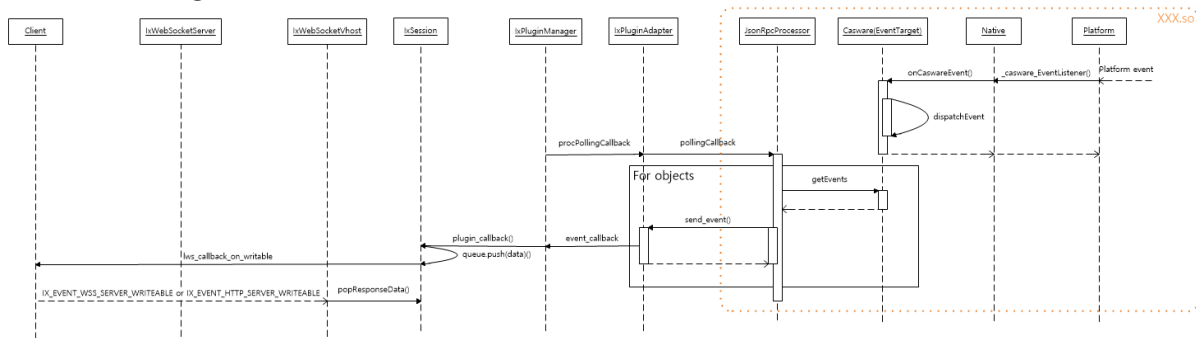 XXX.so
Client
IxWebSocketServer
IxWebSocketVhost
IxSession
IxPluginManager
IxPluginAdapter
JsonRpcProcessor
Casware(EventTarget)
Native
Platform
Platform event
onCaswareEvent()
_casware_EventListener()
dispatchEvent
procPollingCallback
pollingCallback
For objects
getEvents
send_event()
plugin_callback()
event_callback
queue.push(data)()
lws_callback_on_writable
IX_EVENT_WSS_SERVER_WRITEABLE or IX_EVENT_HTTP_SERVER_WRITEABLE
popResponseData()